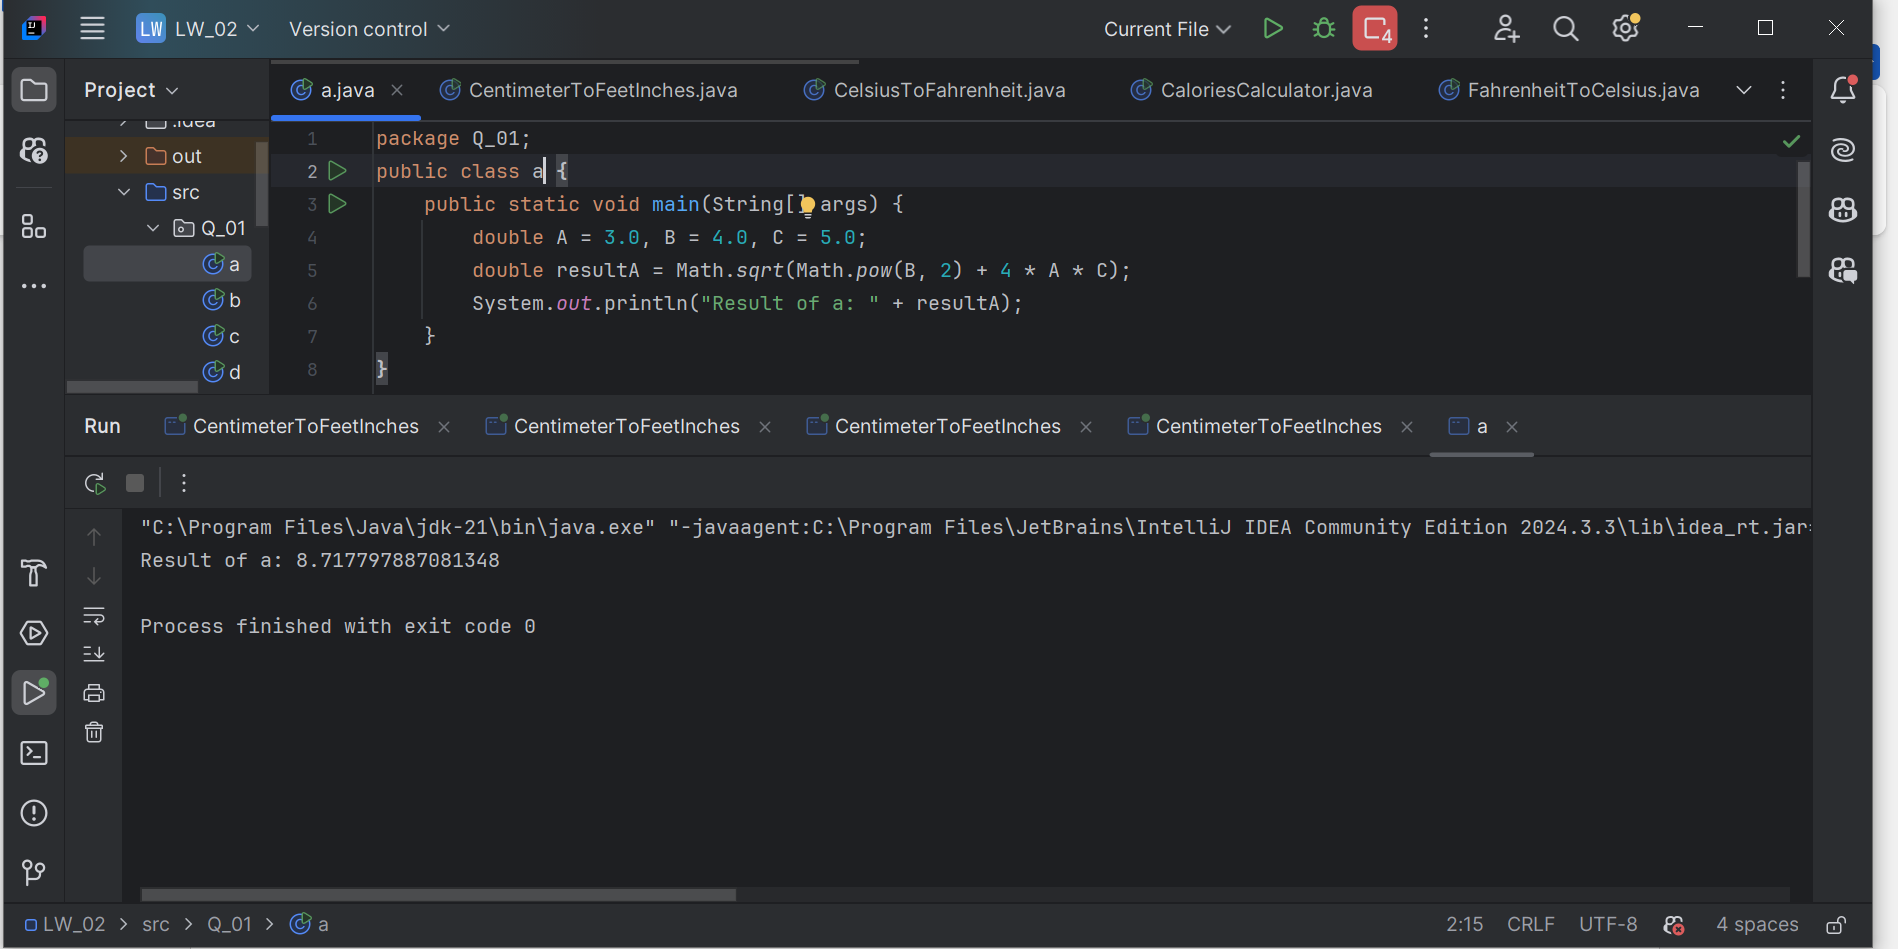 LW LW_02 Version control Current File 4
Project a.java CentimeterToFeetInches.java CelsiusToFahrenheit.java CaloriesCalculator.java FahrenheitToCelsius.java
.idea
out
src
Q_01
a
b
c
d
1 package Q_01;
2 public class a {
3 public static void main(String[] args) {
4 double A = 3.0, B = 4.0, C = 5.0;
5 double resultA = Math.sqrt(Math.pow(B, 2) + 4 * A * C);
6 System.out.println("Result of a: " + resultA);
7 }
8 }
Run CentimeterToFeetInches CentimeterToFeetInches CentimeterToFeetInches CentimeterToFeetInches a
"C:\Program Files\Java\jdk-21\bin\java.exe" "-javaagent:C:\Program Files\JetBrains\IntelliJ IDEA Community Edition 2024.3.3\lib\idea_rt.jar=
Result of a: 8.717797887081348
Process finished with exit code 0
LW_02 > src > Q_01 > a 2:15 CRLF UTF-8 4 spaces